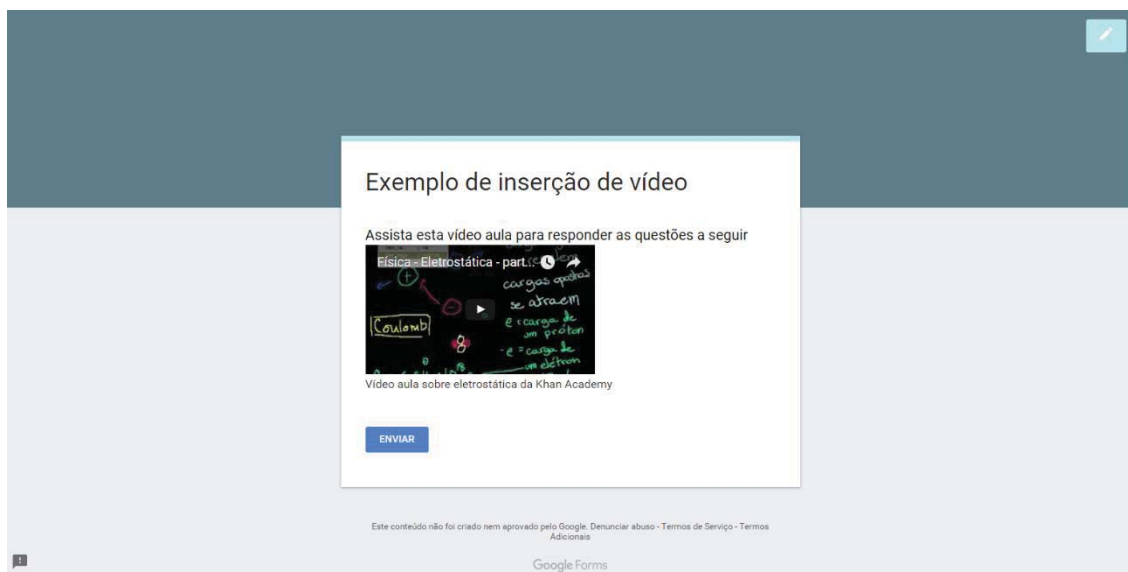 Exemplo de inserção de vídeo
Assista esta vídeo aula para responder as questões a seguir
Física - Eletrostática - part...
cargas opostas
se atraem
Coulomb
e = carga de
um próton
- e = carga de
um elétron
Vídeo aula sobre eletrostática da Khan Academy
ENVIAR
Este conteúdo não foi criado nem aprovado pelo Google. Denunciar abuso - Termos de Serviço - Termos
Adicionais
Google Forms